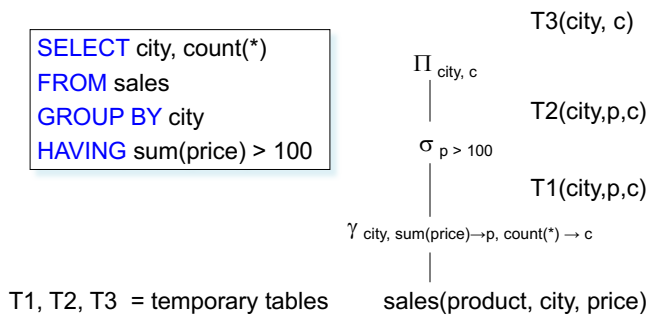 SELECT city, count(*)
FROM sales
GROUP BY city
HAVING sum(price) > 100
T3(city, c)
Π city, c
T2(city,p,c)
σ p > 100
T1(city,p,c)
γ city, sum(price)→p, count(*) → c
T1, T2, T3 = temporary tables
sales(product, city, price)